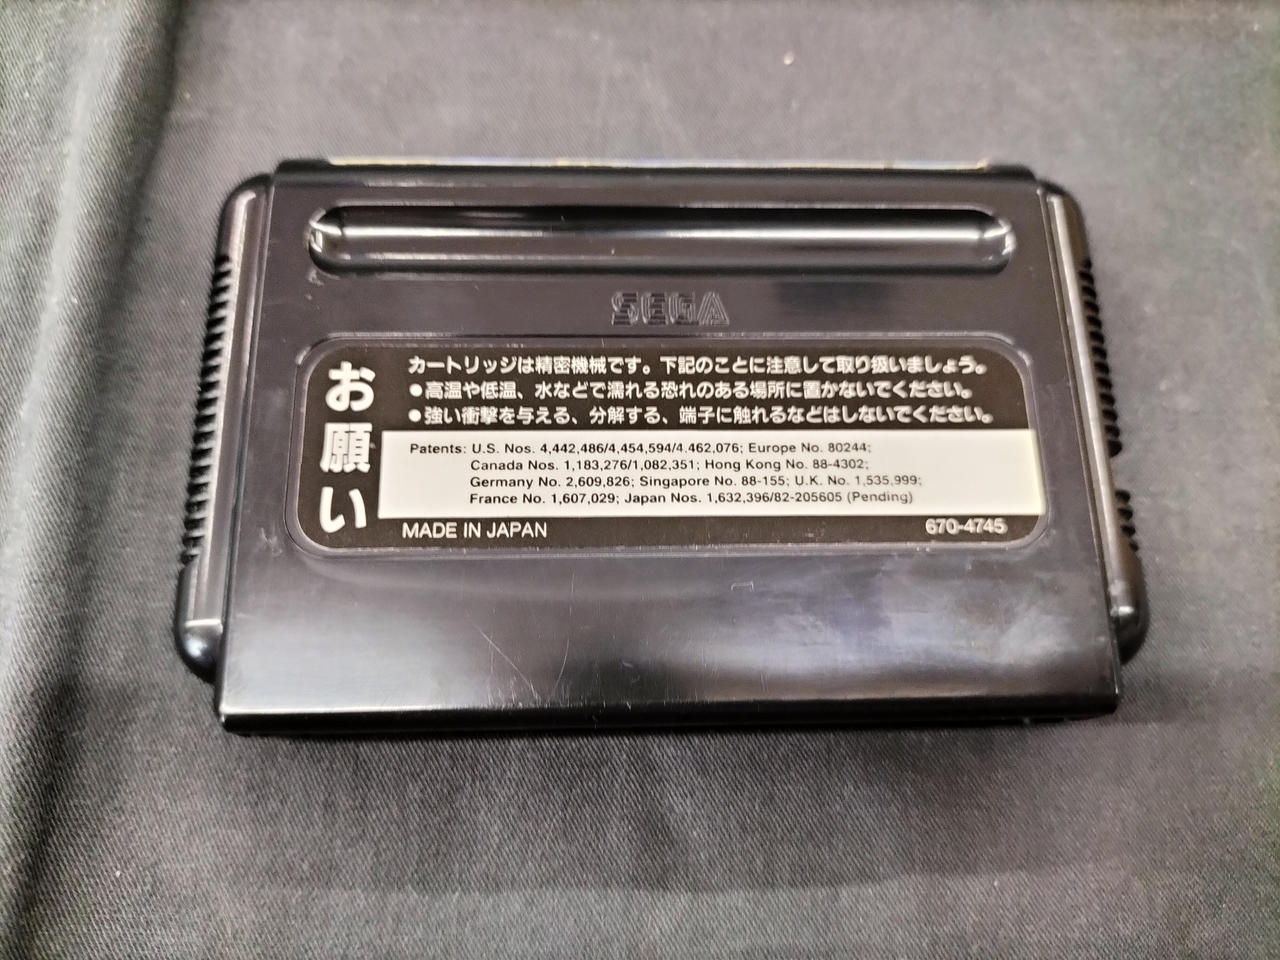 SEGA
お願い
カートリッジは精密機械です。下記のことに注意して取り扱いましょう。
●高温や低温、水などで濡れる恐れのある場所に置かないでください。
●強い衝撃を与える、分解する、端子に触れるなどはしないでください。
Patents: U.S. Nos. 4,442,486/4,454,594/4,462,076; Europe No. 80244;
Canada Nos. 1,183,276/1,082,351; Hong Kong No. 88-4302;
Germany No. 2,609,826; Singapore No. 88-155; U.K. No. 1,535,999;
France No. 1,607,029; Japan Nos. 1,632,396/82-205605 (Pending)
MADE IN JAPAN
670-4745